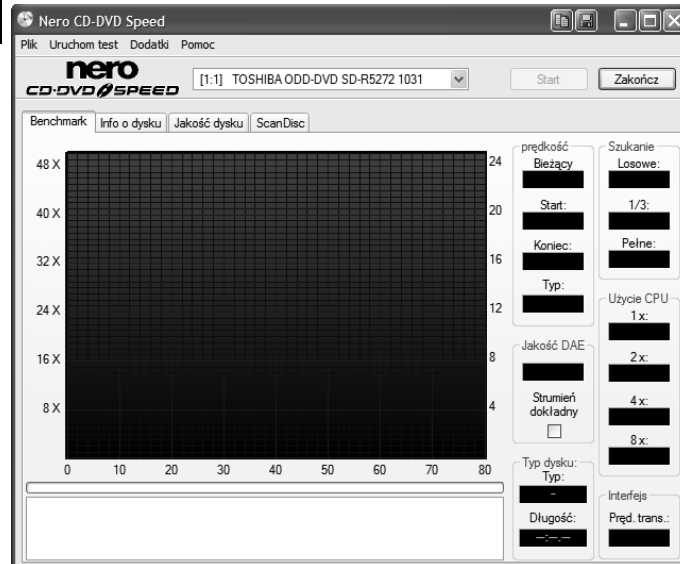 Nero CD-DVD Speed
Plik Uruchom test Dodatki Pomoc
nero
CD·DVD SPEED
[1:1] TOSHIBA ODD-DVD SD-R5272 1031
Start
Zakończ
Benchmark Info o dysku Jakość dysku ScanDisc
48 X
40 X
32 X
24 X
16 X
8 X
24
20
16
12
8
4
0 10 20 30 40 50 60 70 80
prędkość
Bieżący
Start:
Koniec:
Typ:
Jakość DAE
Strumień
dokładny
Typ dysku:
Typ:
-
Długość:
--:--.--
Szukanie
Losowe:
1/3:
Pełne:
Użycie CPU
1 x:
2 x:
4 x:
8 x:
Interfejs
Pręd. trans.: